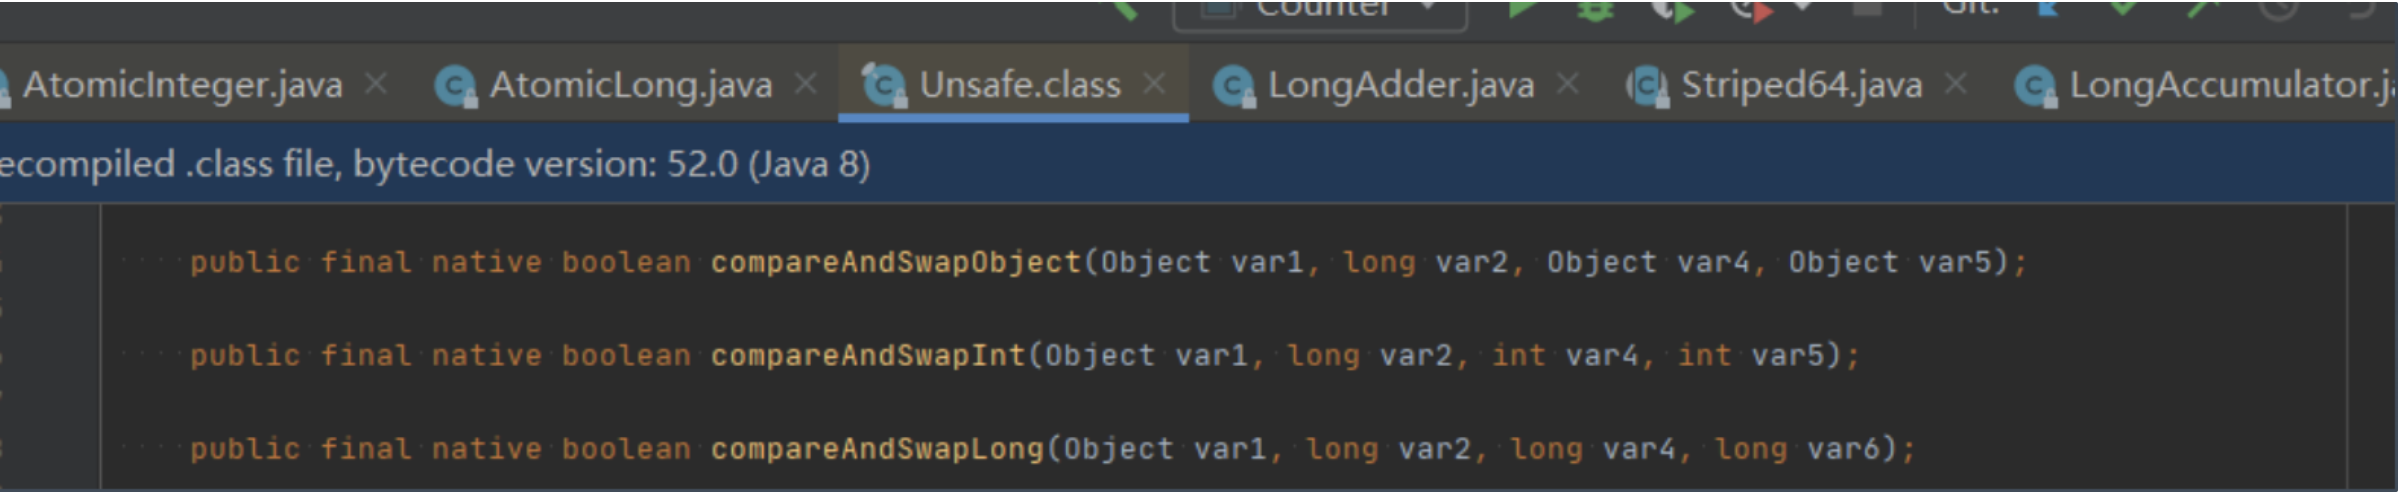 Counter Git:
AtomicInteger.java AtomicLong.java Unsafe.class LongAdder.java Striped64.java LongAccumulator.j
ecompiled .class file, bytecode version: 52.0 (Java 8)
public final native boolean compareAndSwapObject(Object var1, long var2, Object var4, Object var5);
public final native boolean compareAndSwapInt(Object var1, long var2, int var4, int var5);
public final native boolean compareAndSwapLong(Object var1, long var2, long var4, long var6);